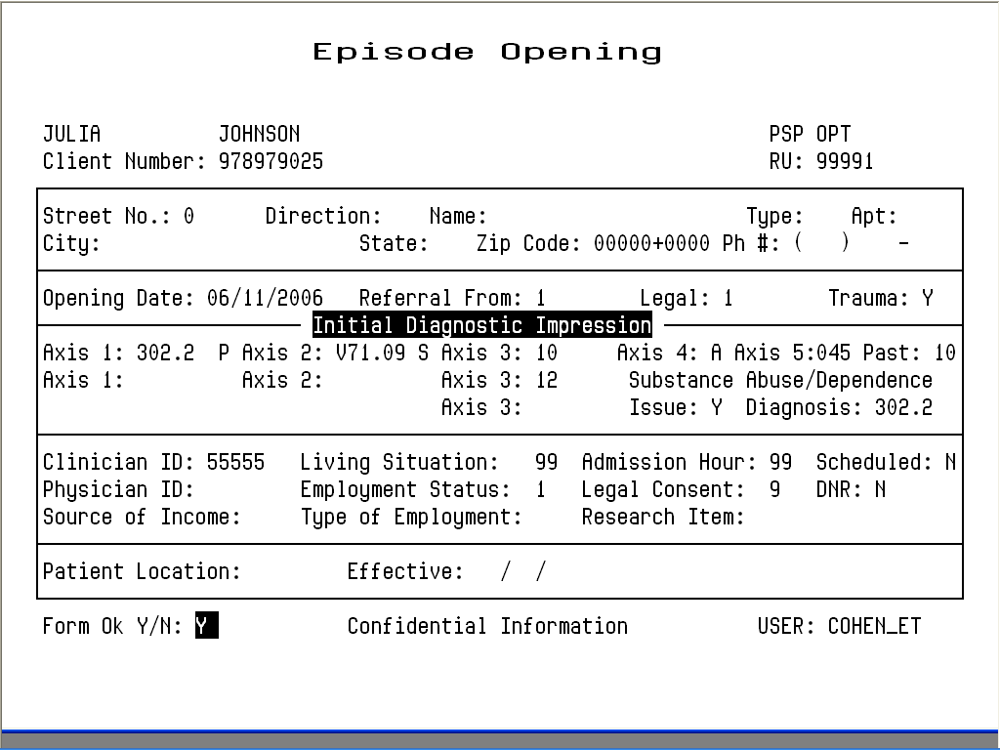 Episode Opening
JULIA JOHNSON PSP OPT
Client Number: 978979025 RU: 99991
Street No.: 0 Direction: Name: Type: Apt:
City: State: Zip Code: 00000+0000 Ph #: ( ) -
Opening Date: 06/11/2006 Referral From: 1 Legal: 1 Trauma: Y
Initial Diagnostic Impression
Axis 1: 302.2 P Axis 2: V71.09 S Axis 3: 10 Axis 4: A Axis 5:045 Past: 10
Axis 1: Axis 2: Axis 3: 12 Substance Abuse/Dependence
Axis 3: Issue: Y Diagnosis: 302.2
Clinician ID: 55555 Living Situation: 99 Admission Hour: 99 Scheduled: N
Physician ID: Employment Status: 1 Legal Consent: 9 DNR: N
Source of Income: Type of Employment: Research Item:
Patient Location: Effective: / /
Form Ok Y/N: Y Confidential Information USER: COHEN_ET